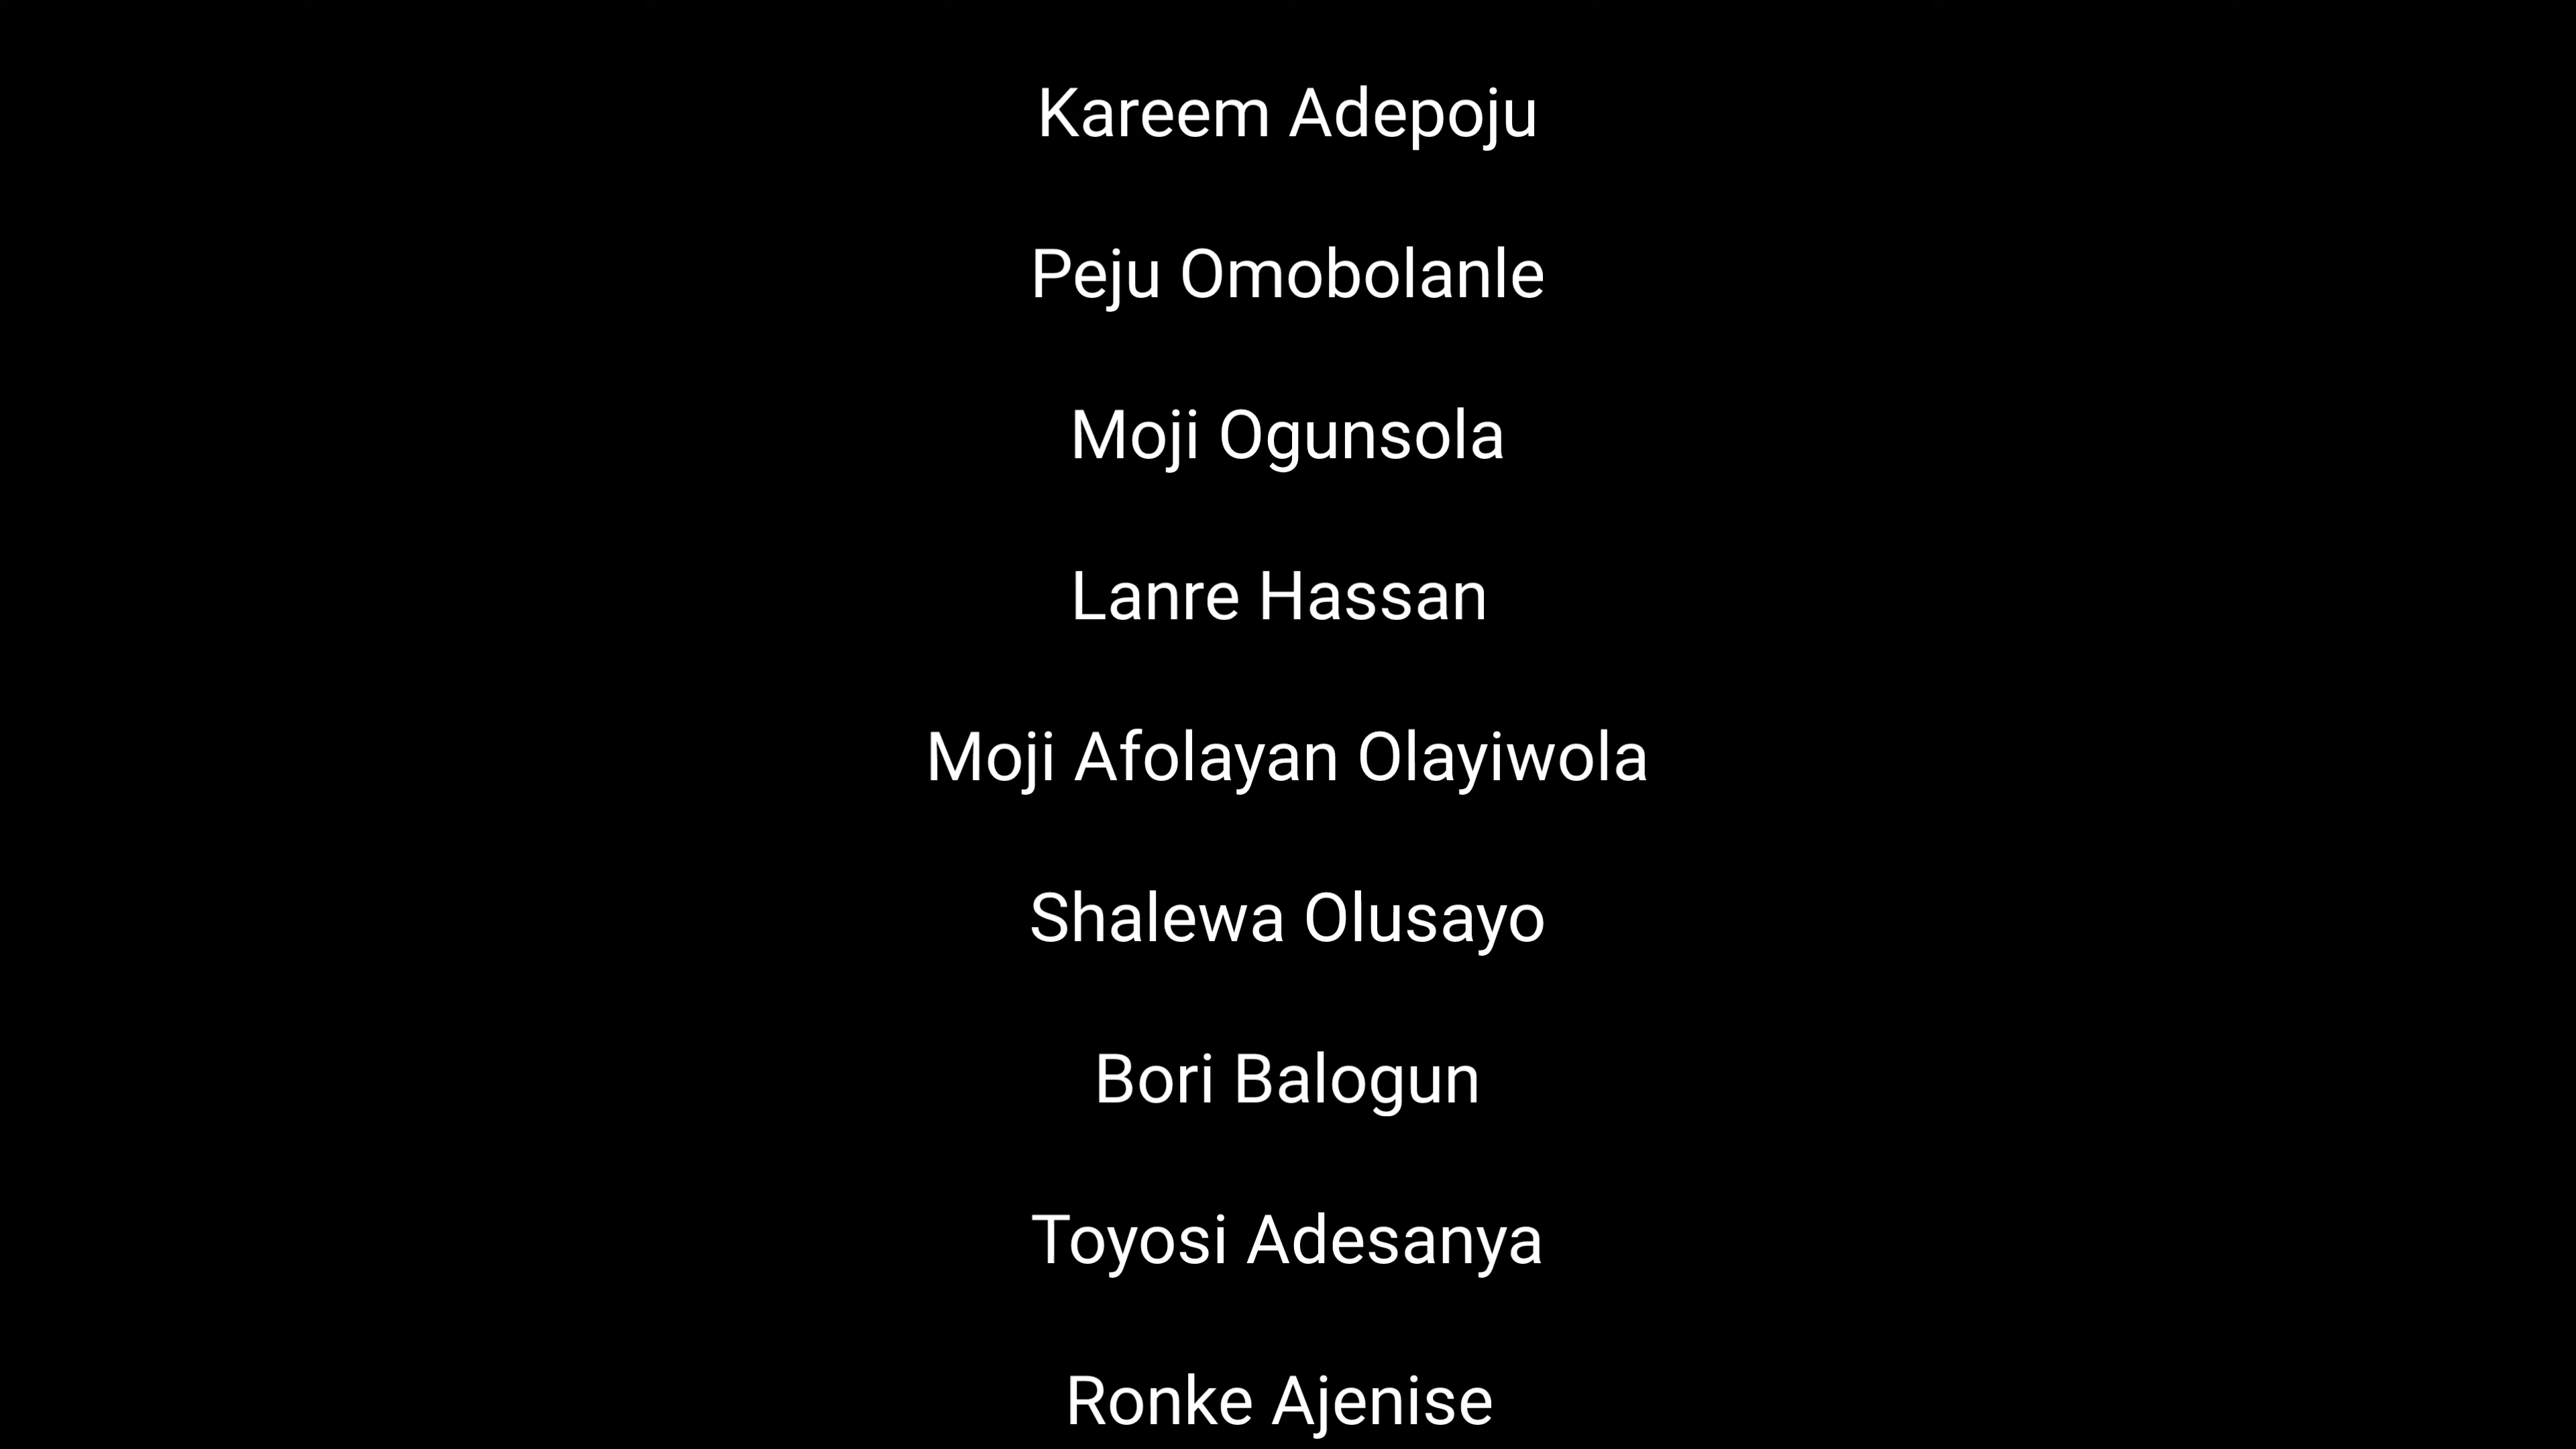 Kareem Adepoju
Peju Omobolanle
Moji Ogunsola
Lanre Hassan
Moji Afolayan Olayiwola
Shalewa Olusayo
Bori Balogun
Toyosi Adesanya
Ronke Ajenise